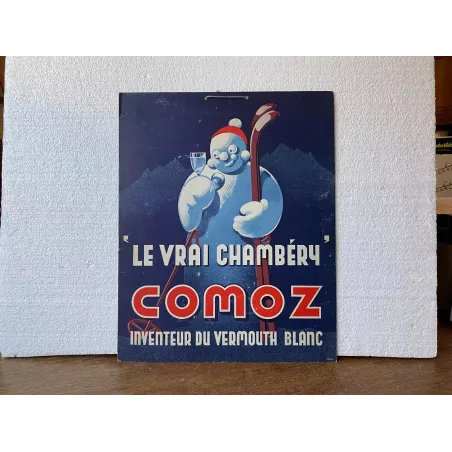 'LE VRAI CHAMBÉRY'
COMOZ
INVENTEUR DU VERMOUTH BLANC